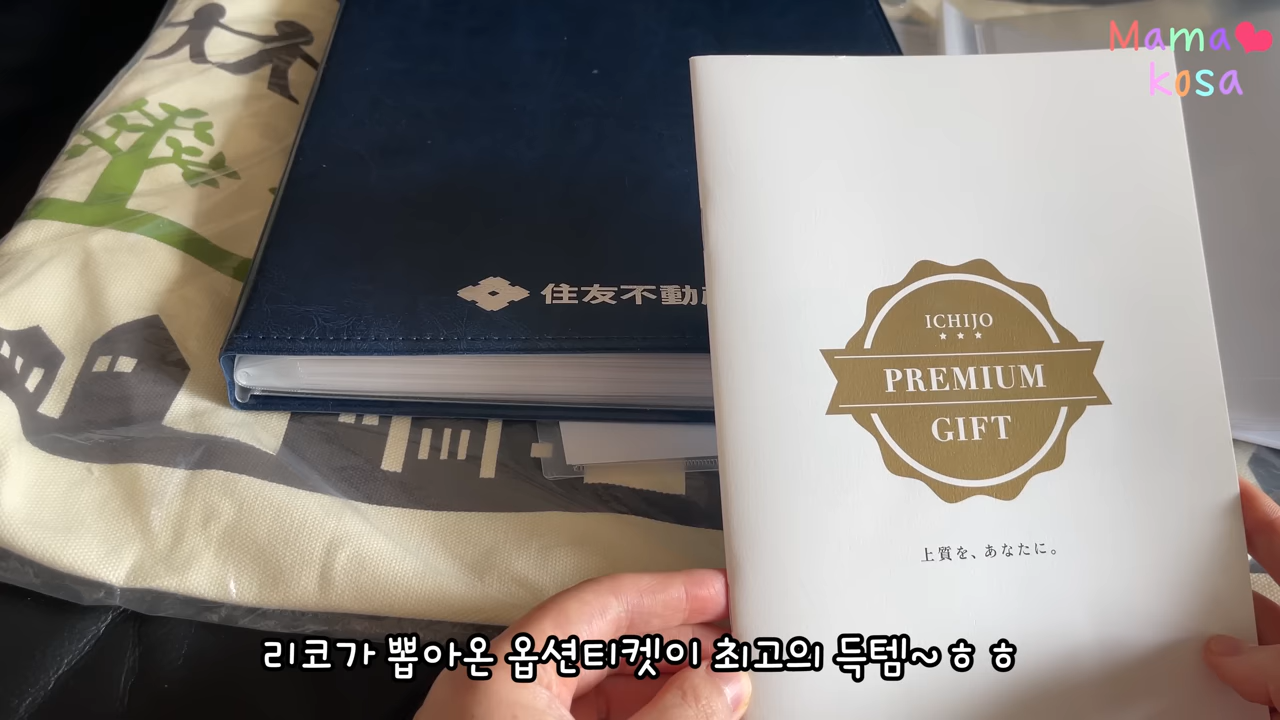 Mama
kosa
住友不動
ICHIJO
PREMIUM
GIFT
上質を、あなたに。
리코가 뽑아온 옵션티켓이 최고의 득템~ㅎㅎ